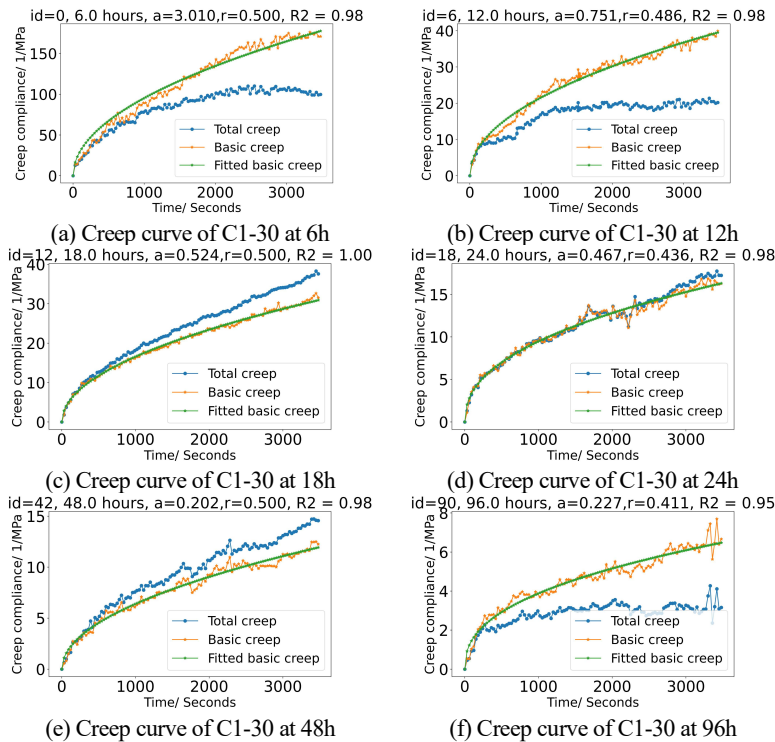 id=0, 6.0 hours, a=3.010,r=0.500, R2 = 0.98
Creep compliance/ 1/MPa
150
100
50
0
Total creep
Basic creep
Fitted basic creep
0 1000 2000 3000
Time/ Seconds
(a) Creep curve of C1-30 at 6h
id=6, 12.0 hours, a=0.751,r=0.486, R2 = 0.98
Creep compliance/ 1/MPa
40
30
20
10
0
Total creep
Basic creep
Fitted basic creep
0 1000 2000 3000
Time/ Seconds
(b) Creep curve of C1-30 at 12h
id=12, 18.0 hours, a=0.524,r=0.500, R2 = 1.00
Creep compliance/ 1/MPa
40
30
20
10
0
Total creep
Basic creep
Fitted basic creep
0 1000 2000 3000
Time/ Seconds
(c) Creep curve of C1-30 at 18h
id=18, 24.0 hours, a=0.467,r=0.436, R2 = 0.98
Creep compliance/ 1/MPa
15
10
5
0
Total creep
Basic creep
Fitted basic creep
0 1000 2000 3000
Time/ Seconds
(d) Creep curve of C1-30 at 24h
id=42, 48.0 hours, a=0.202,r=0.500, R2 = 0.98
Creep compliance/ 1/MPa
15
10
5
0
Total creep
Basic creep
Fitted basic creep
0 1000 2000 3000
Time/ Seconds
(e) Creep curve of C1-30 at 48h
id=90, 96.0 hours, a=0.227,r=0.411, R2 = 0.95
Creep compliance/ 1/MPa
8
6
4
2
0
Total creep
Basic creep
Fitted basic creep
0 1000 2000 3000
Time/ Seconds
(f) Creep curve of C1-30 at 96h